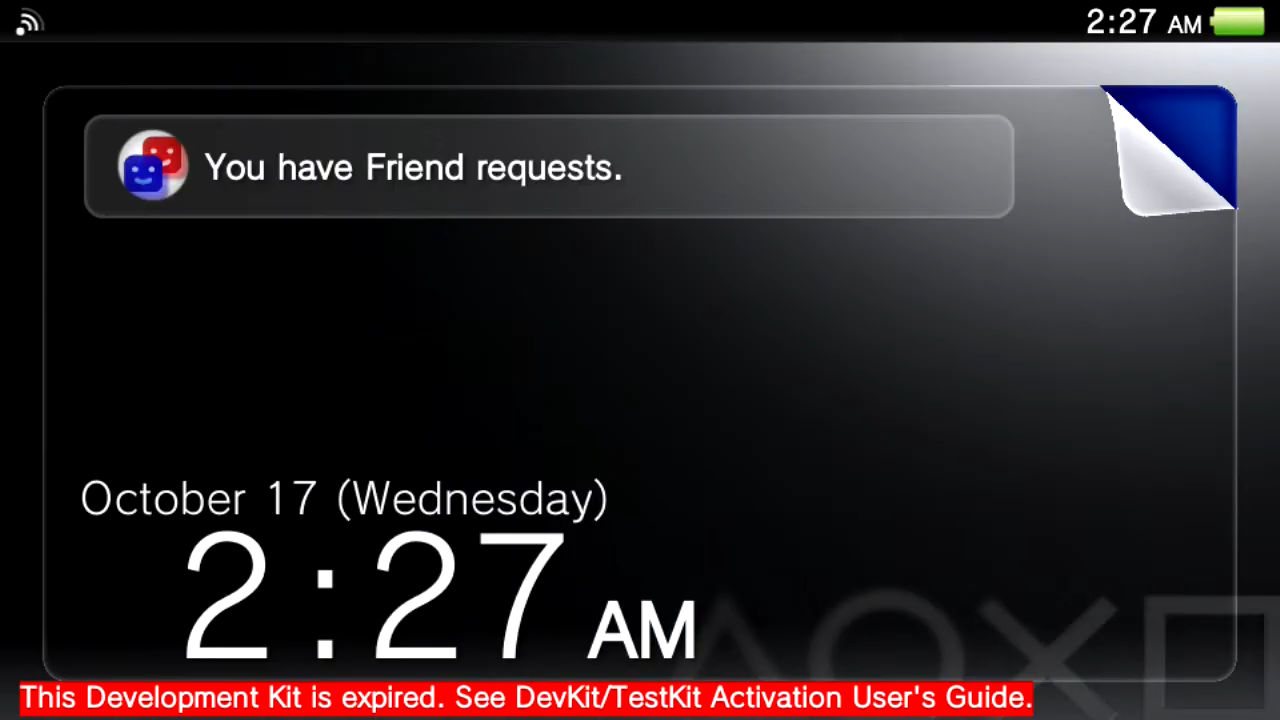 2:27 AM
You have Friend requests.
October 17 (Wednesday)
2:27 AM
This Development Kit is expired. See DevKit/TestKit Activation User's Guide.